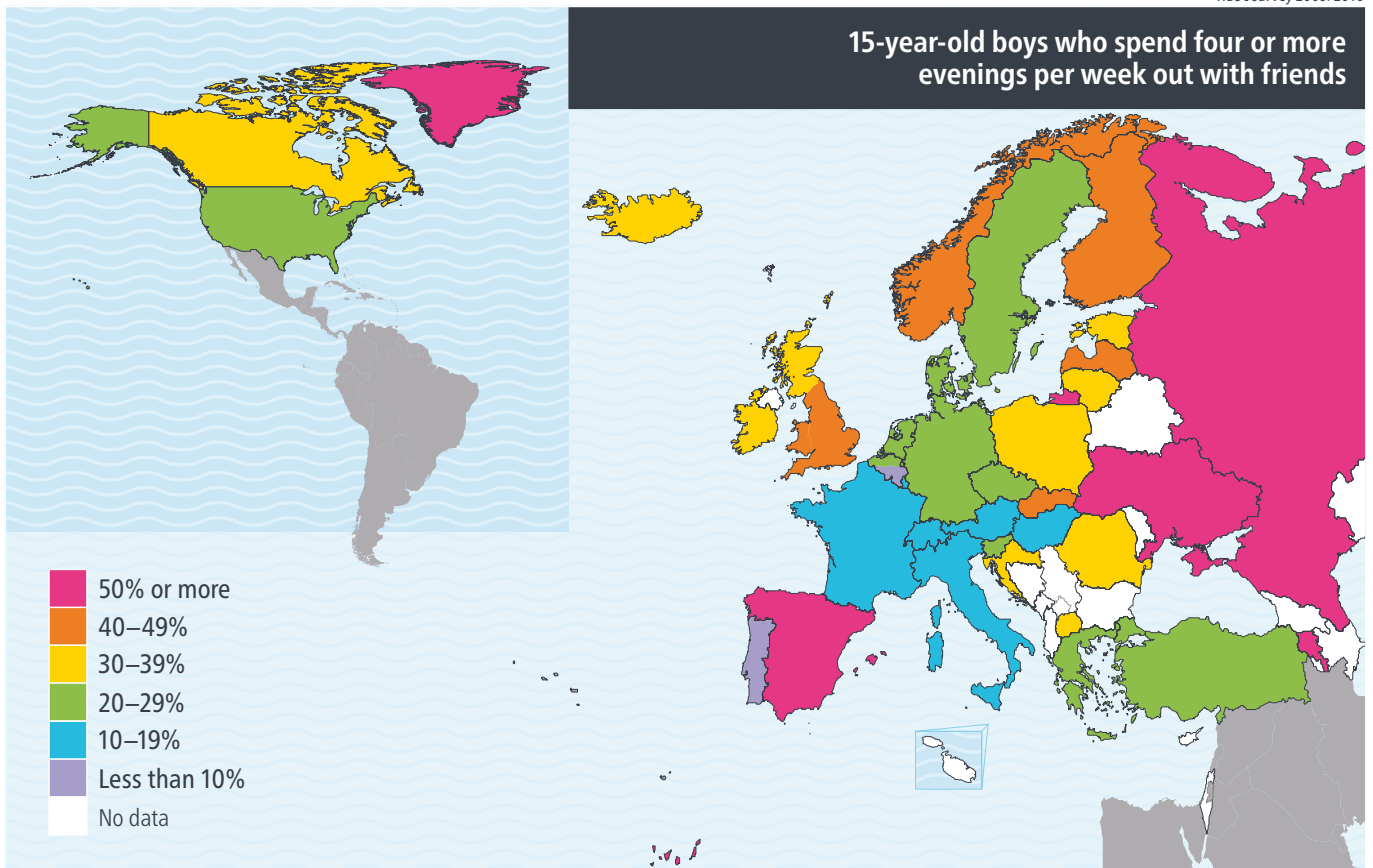 15-year-old boys who spend four or more
evenings per week out with friends
50% or more
40–49%
30–39%
20–29%
10–19%
Less than 10%
No data